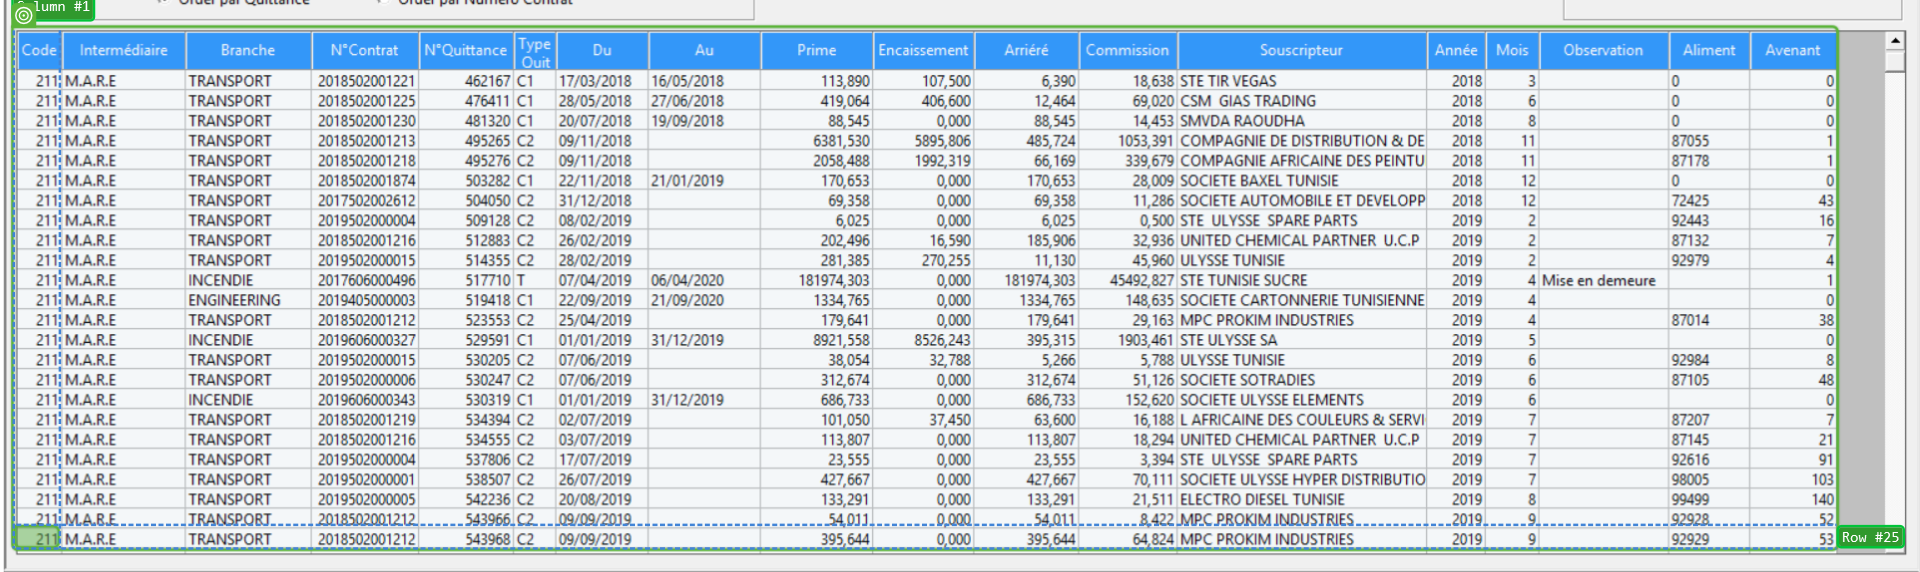 Column #1
Order par Quittance Order par Numéro Contrat
Code Intermédiaire Branche N°Contrat N°Quittance Type Quit Du Au Prime Encaissement Arriéré Commission Souscripteur Année Mois Observation Aliment Avenant
211 M.A.R.E TRANSPORT 2018502001221 462167 C1 17/03/2018 16/05/2018 113,890 107,500 6,390 18,638 STE TIR VEGAS 2018 3 0 0
211 M.A.R.E TRANSPORT 2018502001225 476411 C1 28/05/2018 27/06/2018 419,064 406,600 12,464 69,020 CSM GIAS TRADING 2018 6 0 0
211 M.A.R.E TRANSPORT 2018502001230 481320 C1 20/07/2018 19/09/2018 88,545 0,000 88,545 14,453 SMVDA RAOUDHA 2018 8 0 0
211 M.A.R.E TRANSPORT 2018502001213 495265 C2 09/11/2018 6381,530 5895,806 485,724 1053,391 COMPAGNIE DE DISTRIBUTION & DE 2018 11 87055 1
211 M.A.R.E TRANSPORT 2018502001218 495276 C2 09/11/2018 2058,488 1992,319 66,169 339,679 COMPAGNIE AFRICAINE DES PEINTU 2018 11 87178 1
211 M.A.R.E TRANSPORT 2018502001874 503282 C1 22/11/2018 21/01/2019 170,653 0,000 170,653 28,009 SOCIETE BAXEL TUNISIE 2018 12 0 0
211 M.A.R.E TRANSPORT 2017502002612 504050 C2 31/12/2018 69,358 0,000 69,358 11,286 SOCIETE AUTOMOBILE ET DEVELOPP 2018 12 72425 43
211 M.A.R.E TRANSPORT 2019502000004 509128 C2 08/02/2019 6,025 0,000 6,025 0,500 STE ULYSSE SPARE PARTS 2019 2 92443 16
211 M.A.R.E TRANSPORT 2018502001216 512883 C2 26/02/2019 202,496 16,590 185,906 32,936 UNITED CHEMICAL PARTNER U.C.P 2019 2 87132 7
211 M.A.R.E TRANSPORT 2019502000015 514355 C2 28/02/2019 281,385 270,255 11,130 45,960 ULYSSE TUNISIE 2019 2 92979 4
211 M.A.R.E INCENDIE 2017606000496 517710 T 07/04/2019 06/04/2020 181974,303 0,000 181974,303 45492,827 STE TUNISIE SUCRE 2019 4 Mise en demeure 1
211 M.A.R.E ENGINEERING 2019405000003 519418 C1 22/09/2019 21/09/2020 1334,765 0,000 1334,765 148,635 SOCIETE CARTONNERIE TUNISIENNE 2019 4 0
211 M.A.R.E TRANSPORT 2018502001212 523553 C2 25/04/2019 179,641 0,000 179,641 29,163 MPC PROKIM INDUSTRIES 2019 4 87014 38
211 M.A.R.E INCENDIE 2019606000327 529591 C1 01/01/2019 31/12/2019 8921,558 8526,243 395,315 1903,461 STE ULYSSE SA 2019 5 0
211 M.A.R.E TRANSPORT 2019502000015 530205 C2 07/06/2019 38,054 32,788 5,266 5,788 ULYSSE TUNISIE 2019 6 92984 8
211 M.A.R.E TRANSPORT 2019502000006 530247 C2 07/06/2019 312,674 0,000 312,674 51,126 SOCIETE SOTRADIES 2019 6 87105 48
211 M.A.R.E INCENDIE 2019606000343 530319 C1 01/01/2019 31/12/2019 686,733 0,000 686,733 152,620 SOCIETE ULYSSE ELEMENTS 2019 6 0
211 M.A.R.E TRANSPORT 2018502001219 534394 C2 02/07/2019 101,050 37,450 63,600 16,188 L AFRICAINE DES COULEURS & SERVI 2019 7 87207 7
211 M.A.R.E TRANSPORT 2018502001216 534555 C2 03/07/2019 113,807 0,000 113,807 18,294 UNITED CHEMICAL PARTNER U.C.P 2019 7 87145 21
211 M.A.R.E TRANSPORT 2019502000004 537806 C2 17/07/2019 23,555 0,000 23,555 3,394 STE ULYSSE SPARE PARTS 2019 7 92616 91
211 M.A.R.E TRANSPORT 2019502000001 538507 C2 26/07/2019 427,667 0,000 427,667 70,111 SOCIETE ULYSSE HYPER DISTRIBUTIO 2019 7 98005 103
211 M.A.R.E TRANSPORT 2019502000005 542236 C2 20/08/2019 133,291 0,000 133,291 21,511 ELECTRO DIESEL TUNISIE 2019 8 99499 140
211 M.A.R.E TRANSPORT 2018502001212 543966 C2 09/09/2019 54,011 0,000 54,011 8,422 MPC PROKIM INDUSTRIES 2019 9 92928 52
211 M.A.R.E TRANSPORT 2018502001212 543968 C2 09/09/2019 395,644 0,000 395,644 64,824 MPC PROKIM INDUSTRIES 2019 9 92929 53
Row #25